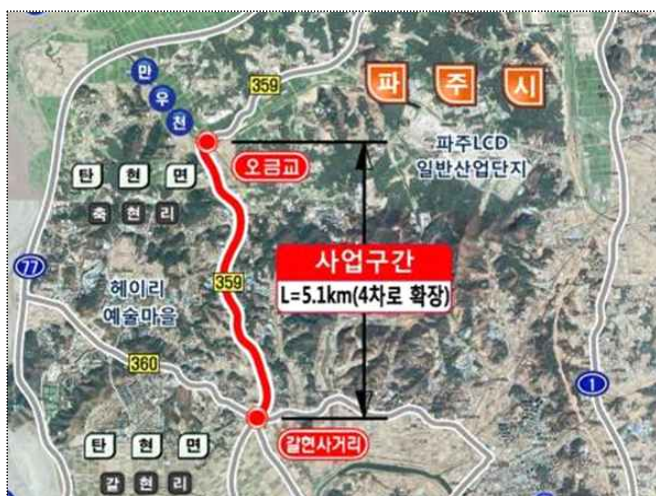 만우천
359
파주시
오금교
파주LCD
일반산업단지
탄현면
축현리
77
사업구간
L=5.1km(4차로 확장)
359
헤이리
예술마을
360
1
탄현면
갈현사거리
갈현리